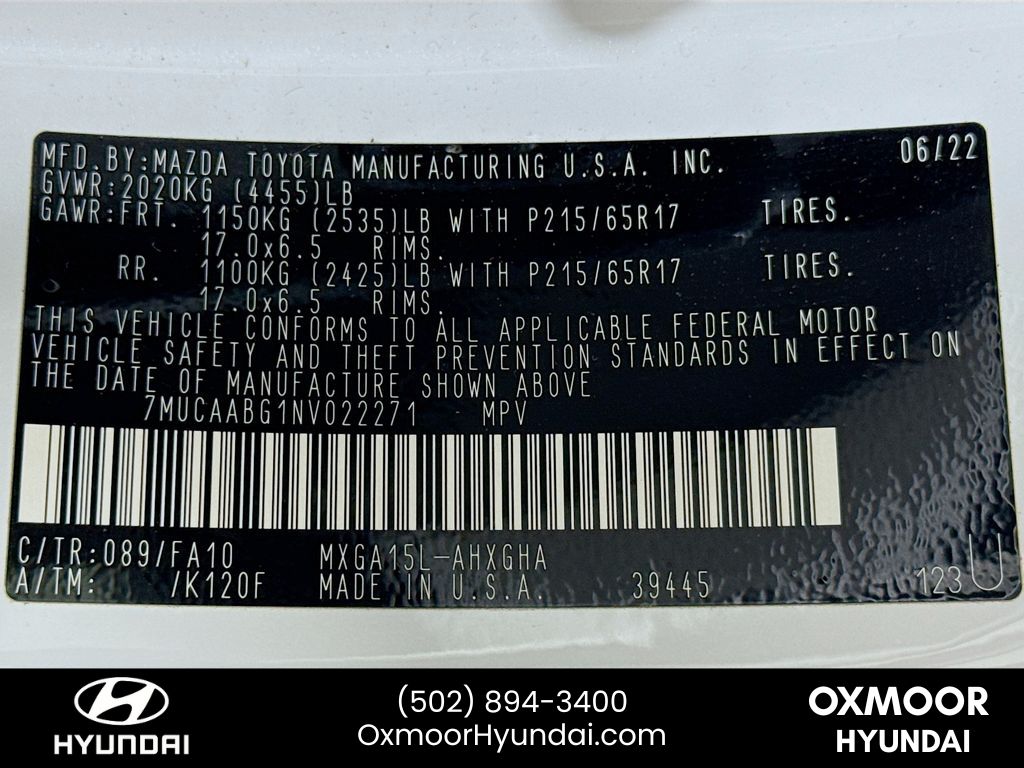 MFD.BY:MAZDA TOYOTA MANUFACTURING U.S.A. INC. 06/22
GVWR:2020KG (4455)LB
GAWR:FRT. 1150KG (2535)LB WITH P215/65R17 TIRES.
17.0x6.5 RIMS.
RR. 1100KG (2425)LB WITH P215/65R17 TIRES.
17.0x6.5 RIMS.
THIS VEHICLE CONFORMS TO ALL APPLICABLE FEDERAL MOTOR
VEHICLE SAFETY AND THEFT PREVENTION STANDARDS IN EFFECT ON
THE DATE OF MANUFACTURE SHOWN ABOVE
7MUCAABG1NV022271 MPV
C/TR:089/FA10 MXGA15L-AHXGHA
A/TM: /K120F MADE IN U.S.A. 39445 123 U
HYUNDAI
(502) 894-3400
OxmoorHyundai.com
OXMOOR
HYUNDAI